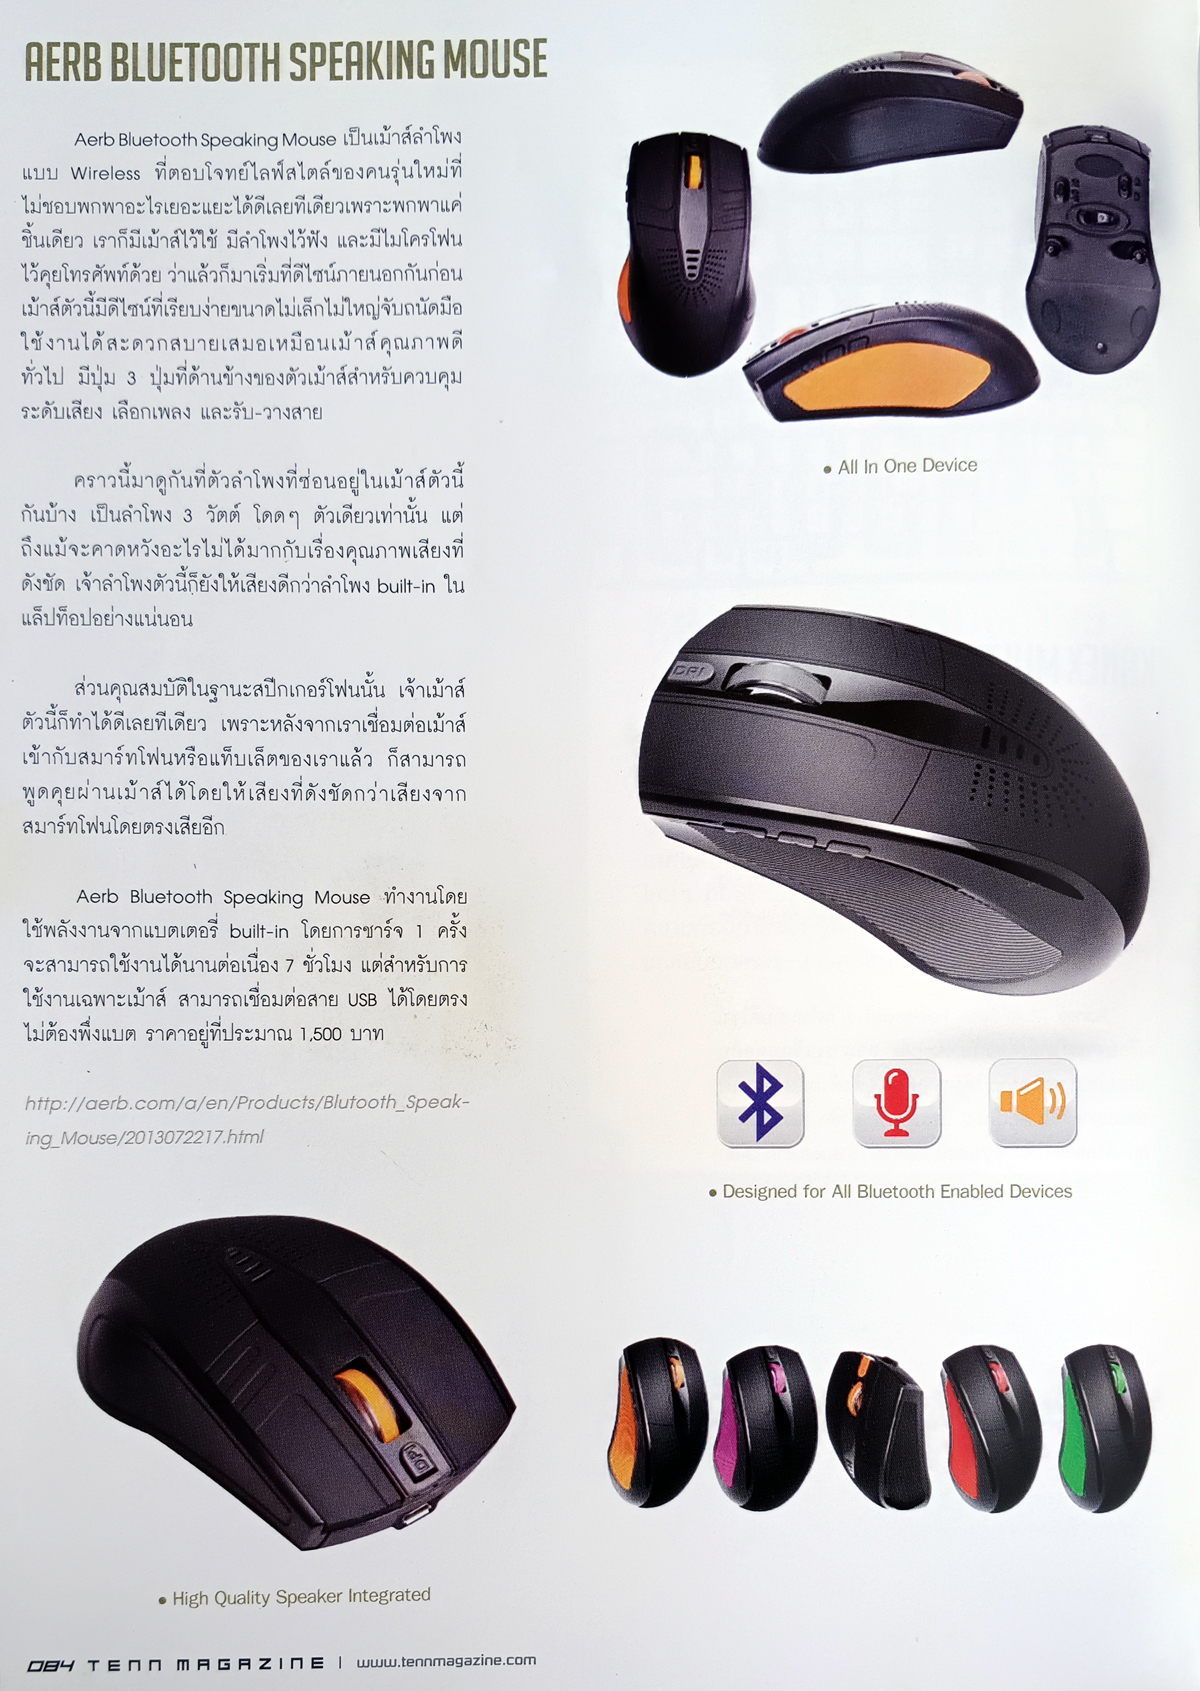 AERB BLUETOOTH SPEAKING MOUSE
Aerb Bluetooth Speaking Mouse เป็นเม้าส์ลำโพง
แบบ Wireless ที่ตอบโจทย์ไลฟ์สไตล์ของคนรุ่นใหม่ที่
ไม่ชอบพกพาอะไรเยอะแยะได้ดีเลยทีเดียวเพราะพกพาแค่
ชิ้นเดียว เราก็มีเม้าส์ไว้ใช้ มีลำโพงไว้ฟัง และมีไมโครโฟน
ไว้คุยโทรศัพท์ด้วย ว่าแล้วก็มาเริ่มที่ดีไซน์ภายนอกกันก่อน
เม้าส์ตัวนี้มีดีไซน์ที่เรียบง่ายขนาดไม่เล็กไม่ใหญ่จับถนัดมือ
ใช้งานได้สะดวกสบายเสมอเหมือนเม้าส์คุณภาพดี
ทั่วไป มีปุ่ม 3 ปุ่มที่ด้านข้างของตัวเม้าส์สำหรับควบคุม
ระดับเสียง เลือกเพลง และรับ-วางสาย
คราวนี้มาดูกันที่ตัวลำโพงที่ซ่อนอยู่ในเม้าส์ตัวนี้
กันบ้าง เป็นลำโพง 3 วัตต์ โดดๆ ตัวเดียวเท่านั้น แต่
ถึงแม้จะคาดหวังอะไรไม่ได้มากกับเรื่องคุณภาพเสียงที่
ดังชัด เจ้าลำโพงตัวนี้ก็ยังให้เสียงดีกว่าลำโพง built-in ใน
แล็ปท็อปอย่างแน่นอน
ส่วนคุณสมบัติในฐานะสปีกเกอร์โฟนนั้น เจ้าเม้าส์
ตัวนี้ก็ทำได้ดีเลยทีเดียว เพราะหลังจากเราเชื่อมต่อเม้าส์
เข้ากับสมาร์ทโฟนหรือแท็บเล็ตของเราแล้ว ก็สามารถ
พูดคุยผ่านเม้าส์ได้โดยให้เสียงที่ดังชัดกว่าเสียงจาก
สมาร์ทโฟนโดยตรงเสียอีก
Aerb Bluetooth Speaking Mouse ทำงานโดย
ใช้พลังงานจากแบตเตอรี่ built-in โดยการชาร์จ 1 ครั้ง
จะสามารถใช้งานได้นานต่อเนื่อง 7 ชั่วโมง แต่สำหรับการ
ใช้งานเฉพาะเม้าส์ สามารถเชื่อมต่อสาย USB ได้โดยตรง
ไม่ต้องพึ่งแบต ราคาอยู่ที่ประมาณ 1,500 บาท
http://aerb.com/a/en/Products/Blutooth_Speak-
ing_Mouse/2013072217.html
• All In One Device
DPI
• Designed for All Bluetooth Enabled Devices
DPI
• High Quality Speaker Integrated
084 TENN MAGAZINE | www.tennmagazine.com